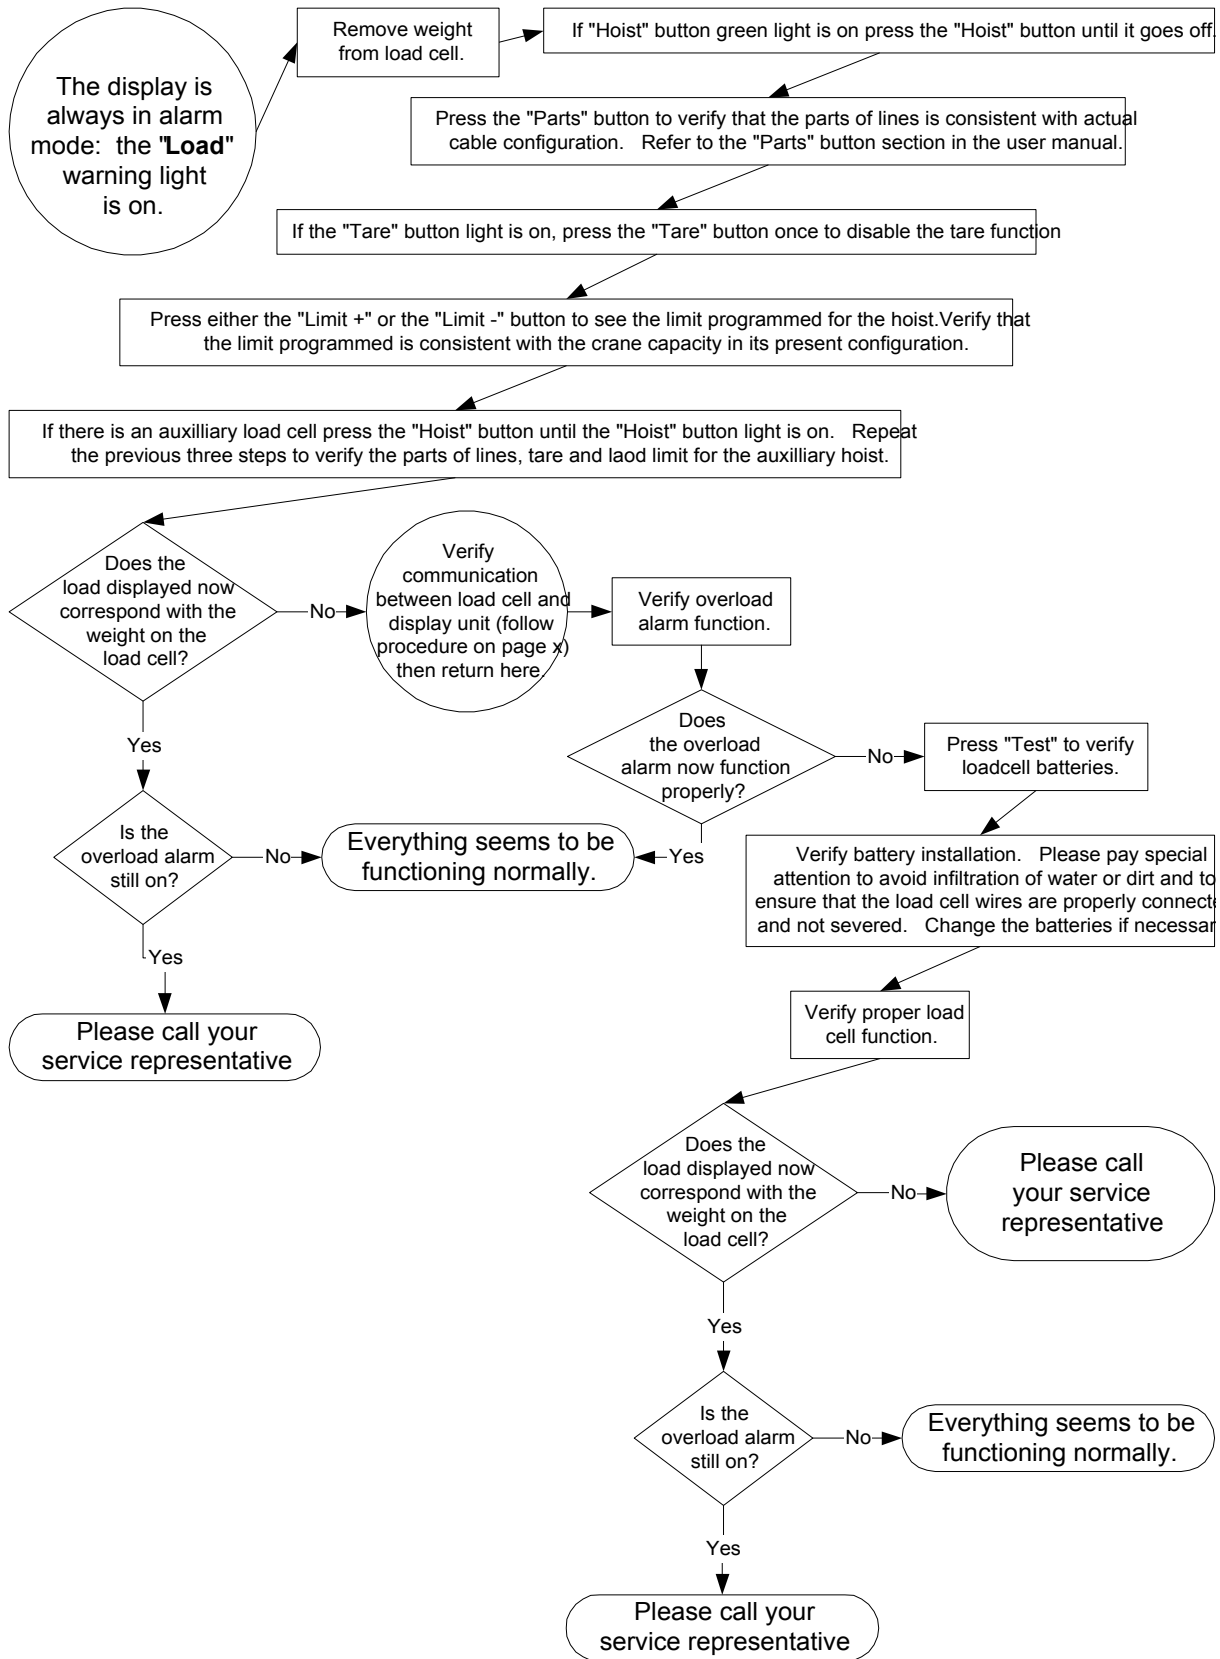 The display is
always in alarm
mode: the "Load"
warning light
is on.
Remove weight
from load cell.
If "Hoist" button green light is on press the "Hoist" button until it goes off.
Press the "Parts" button to verify that the parts of lines is consistent with actual
cable configuration. Refer to the "Parts" button section in the user manual.
If the "Tare" button light is on, press the "Tare" button once to disable the tare function
Press either the "Limit +" or the "Limit -" button to see the limit programmed for the hoist.Verify that
the limit programmed is consistent with the crane capacity in its present configuration.
If there is an auxilliary load cell press the "Hoist" button until the "Hoist" button light is on. Repeat
the previous three steps to verify the parts of lines, tare and laod limit for the auxilliary hoist.
Does the
load displayed now
correspond with the
weight on the
load cell?
No
Verify
communication
between load cell and
display unit (follow
procedure on page x)
then return here.
Verify overload
alarm function.
Does
the overload
alarm now function
properly?
No
Press "Test" to verify
loadcell batteries.
Yes
Is the
overload alarm
still on?
No
Everything seems to be
functioning normally.
Yes
Verify battery installation. Please pay special
attention to avoid infiltration of water or dirt and to
ensure that the load cell wires are properly connecte
and not severed. Change the batteries if necessar
Yes
Please call your
service representative
Verify proper load
cell function.
Does the
load displayed now
correspond with the
weight on the
load cell?
No
Please call
your service
representative
Yes
Is the
overload alarm
still on?
No
Everything seems to be
functioning normally.
Yes
Please call your
service representative